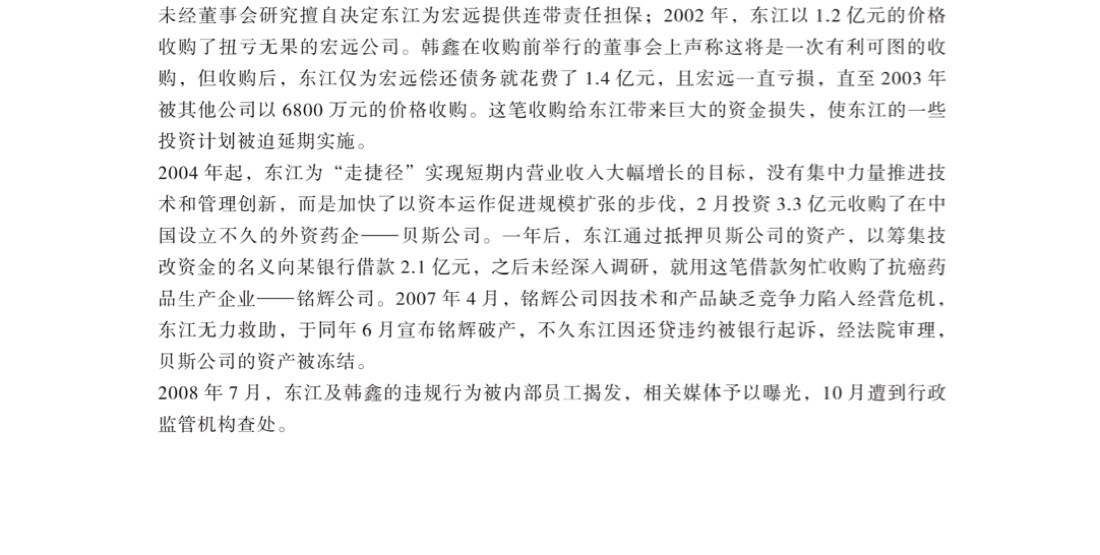 未经董事会研究擅自决定东江为宏远提供连带责任担保；2002 年，东江以 1.2 亿元的价格
收购了扭亏无果的宏远公司。韩鑫在收购前举行的董事会上声称这将是一次有利可图的收
购，但收购后，东江仅为宏远偿还债务就花费了 1.4 亿元，且宏远一直亏损，直至 2003 年
被其他公司以 6800 万元的价格收购。这笔收购给东江带来巨大的资金损失，使东江的一些
投资计划被迫延期实施。
2004 年起，东江为“走捷径”实现短期内营业收入大幅增长的目标，没有集中力量推进技
术和管理创新，而是加快了以资本运作促进规模扩张的步伐，2 月投资 3.3 亿元收购了在中
国设立不久的外资药企——贝斯公司。一年后，东江通过抵押贝斯公司的资产，以筹集技
改资金的名义向某银行借款 2.1 亿元，之后未经深入调研，就用这笔借款匆忙收购了抗癌药
品生产企业——铭辉公司。2007 年 4 月，铭辉公司因技术和产品缺乏竞争力陷入经营危机，
东江无力救助，于同年 6 月宣布铭辉破产，不久东江因还贷违约被银行起诉，经法院审理，
贝斯公司的资产被冻结。
2008 年 7 月，东江及韩鑫的违规行为被内部员工揭发，相关媒体予以曝光，10 月遭到行政
监管机构查处。